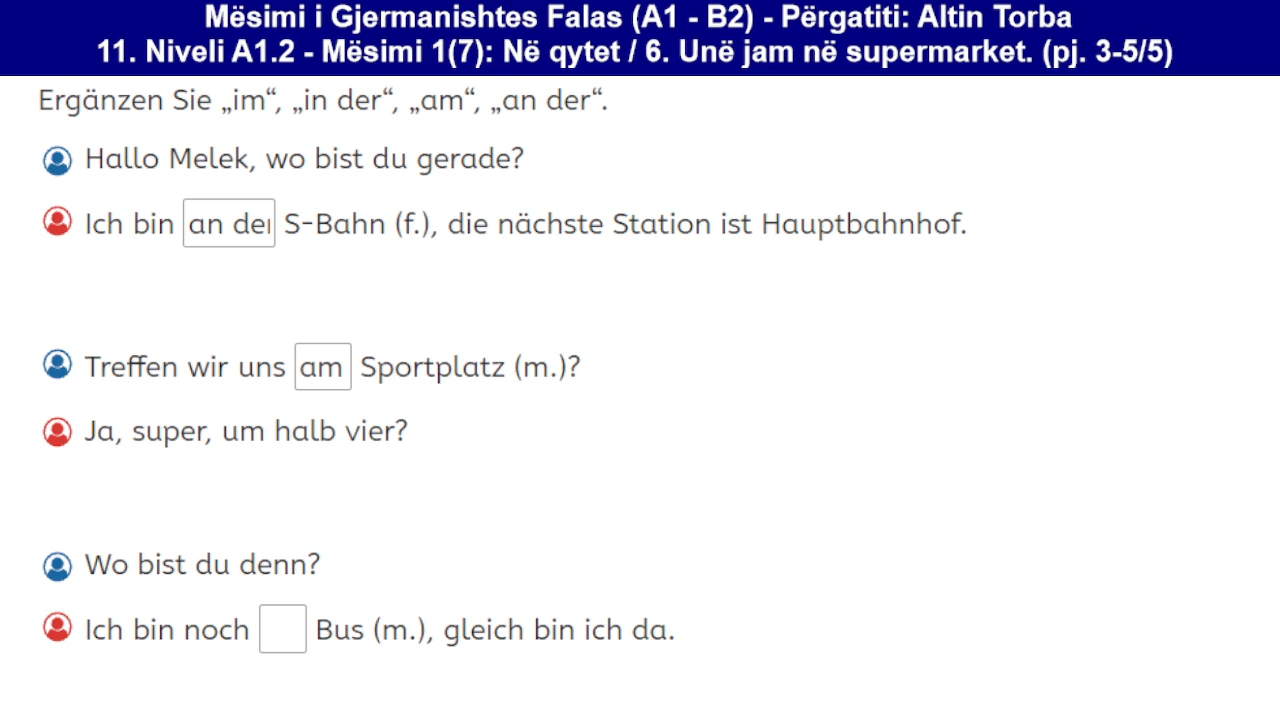 Mësimi i Gjermanishtes Falas (A1 - B2) - Përgatiti: Altin Torba
11. Niveli A1.2 - Mësimi 1(7): Në qytet / 6. Unë jam në supermarket. (pj. 3-5/5)
Ergänzen Sie „im“, „in der“, „am“, „an der“.
Hallo Melek, wo bist du gerade?
Ich bin an der S-Bahn (f.), die nächste Station ist Hauptbahnhof.
Treffen wir uns am Sportplatz (m.)?
Ja, super, um halb vier?
Wo bist du denn?
Ich bin noch Bus (m.), gleich bin ich da.